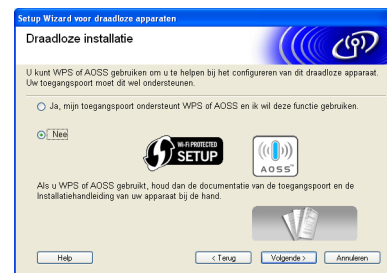 Setup Wizard voor draadloze apparaten
Draadloze installatie
U kunt WPS of AOSS gebruiken om u te helpen bij het configureren van dit draadloze apparaat.
Uw toegangspoort moet dit wel ondersteunen.
Ja, mijn toegangspoort ondersteunt WPS of AOSS en ik wil deze functie gebruiken.
Nee
WI-FI PROTECTED
SETUP
AOSS™
Als u WPS of AOSS gebruikt, houd dan de documentatie van de toegangspoort en de
Installatiehandleiding van uw apparaat bij de hand.
Help
< Terug
Volgende >
Annuleren